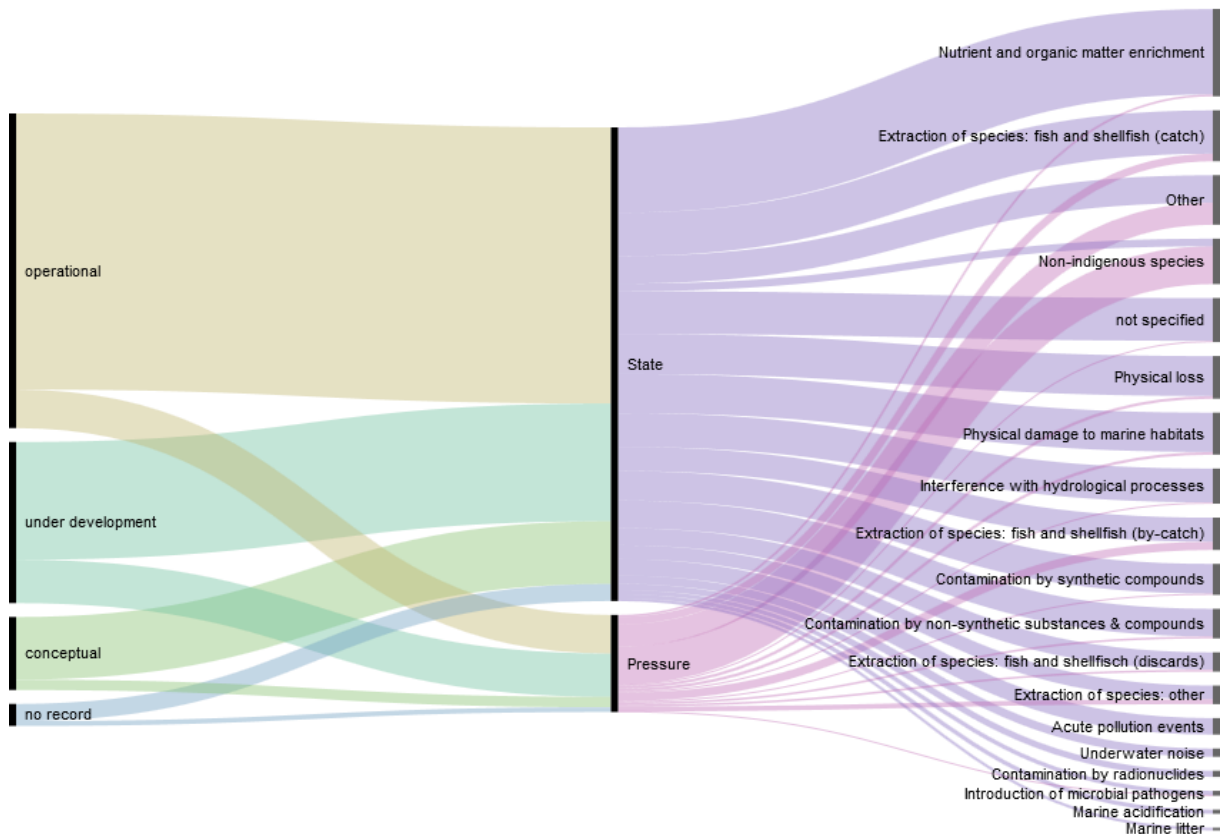 operational
under development
conceptual
no record
State
Pressure
Nutrient and organic matter enrichment
Extraction of species: fish and shellfish (catch)
Other
Non-indigenous species
not specified
Physical loss
Physical damage to marine habitats
Interference with hydrological processes
Extraction of species: fish and shellfish (by-catch)
Contamination by synthetic compounds
Contamination by non-synthetic substances & compounds
Extraction of species: fish and shellfisch (discards)
Extraction of species: other
Acute pollution events
Underwater noise
Contamination by radionuclides
Introduction of microbial pathogens
Marine acidification
Marine litter